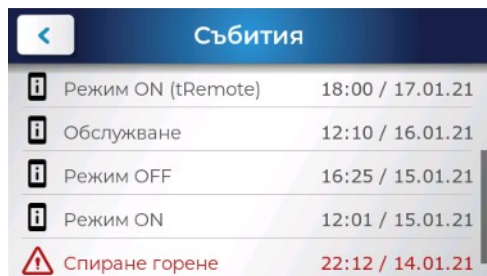 Събития
Режим ON (tRemote) 18:00 / 17.01.21
Обслужване 12:10 / 16.01.21
Режим OFF 16:25 / 15.01.21
Режим ON 12:01 / 15.01.21
Спиране горене 22:12 / 14.01.21